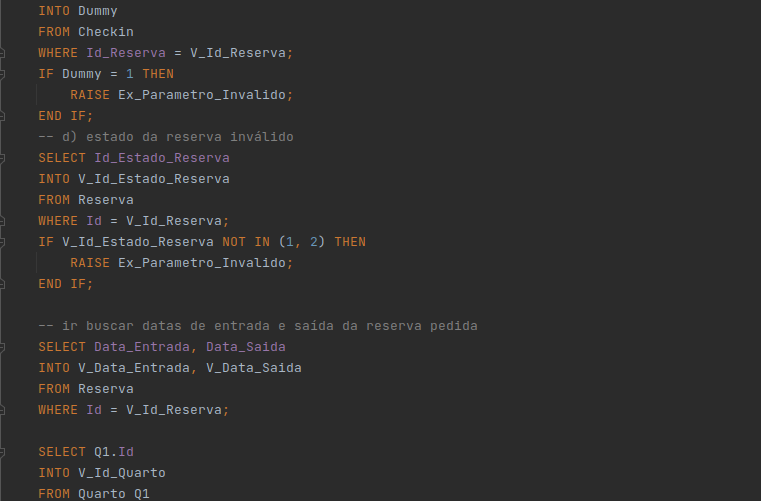 INTO Dummy
FROM Checkin
WHERE Id_Reserva = V_Id_Reserva;
IF Dummy = 1 THEN
RAISE Ex_Parametro_Invalido;
END IF;
-- d) estado da reserva inválido
SELECT Id_Estado_Reserva
INTO V_Id_Estado_Reserva
FROM Reserva
WHERE Id = V_Id_Reserva;
IF V_Id_Estado_Reserva NOT IN (1, 2) THEN
RAISE Ex_Parametro_Invalido;
END IF;
-- ir buscar datas de entrada e saída da reserva pedida
SELECT Data_Entrada, Data_Saida
INTO V_Data_Entrada, V_Data_Saida
FROM Reserva
WHERE Id = V_Id_Reserva;
SELECT Q1.Id
INTO V_Id_Quarto
FROM Quarto Q1